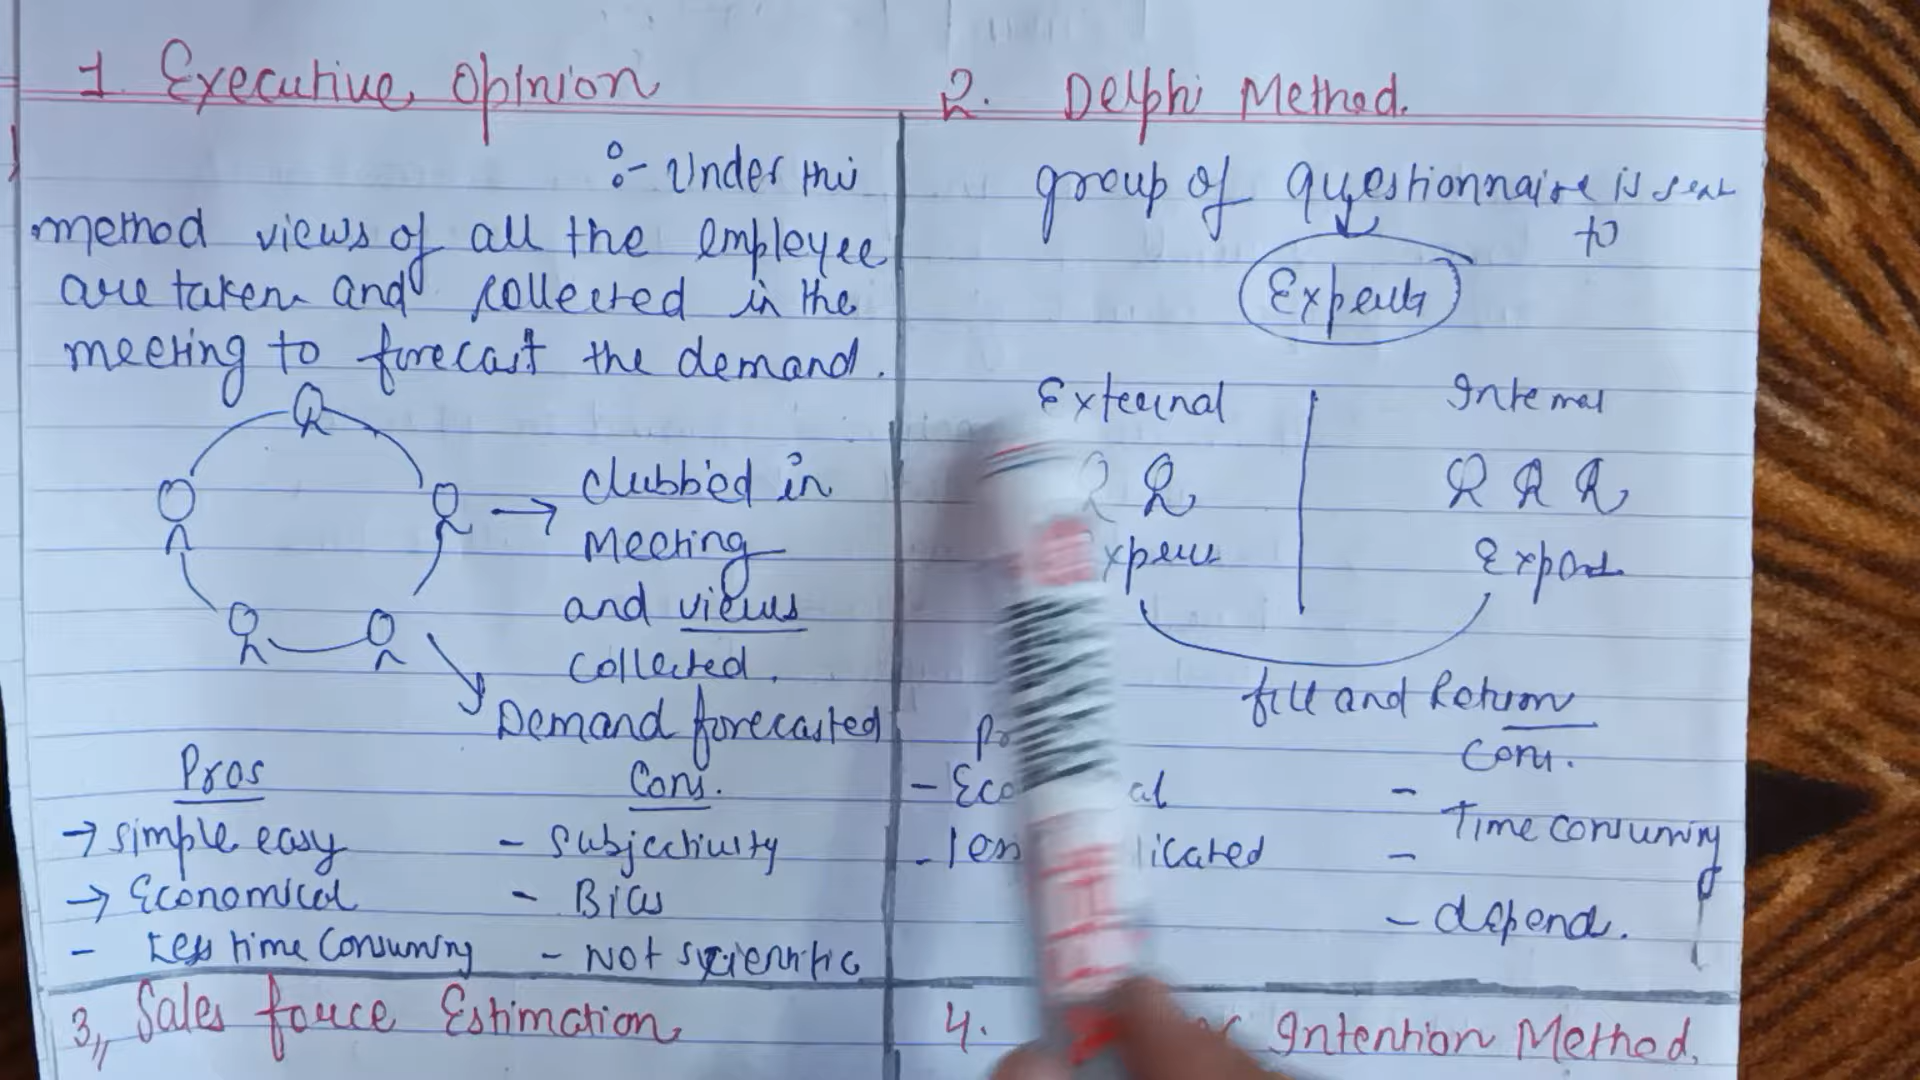 1. Executive Opinion
:- Under this
method views of all the employee
are taken and collected in the
meeting to forecast the demand.
clubbed in
Meeting
and views
collected.
Demand forecasted
Pros
Cons.
→ simple easy
- Subjectivity
→ Economical
- Bias
- Less time Consuming
- Not scientific
2. Delphi Method.
group of questionnaire is sent
to
Experts
External
Internal
Expert
fill and Return
Cons.
-
Time consuming
-
- depend.
3,, Sales force Estimation
4. Intention Method.